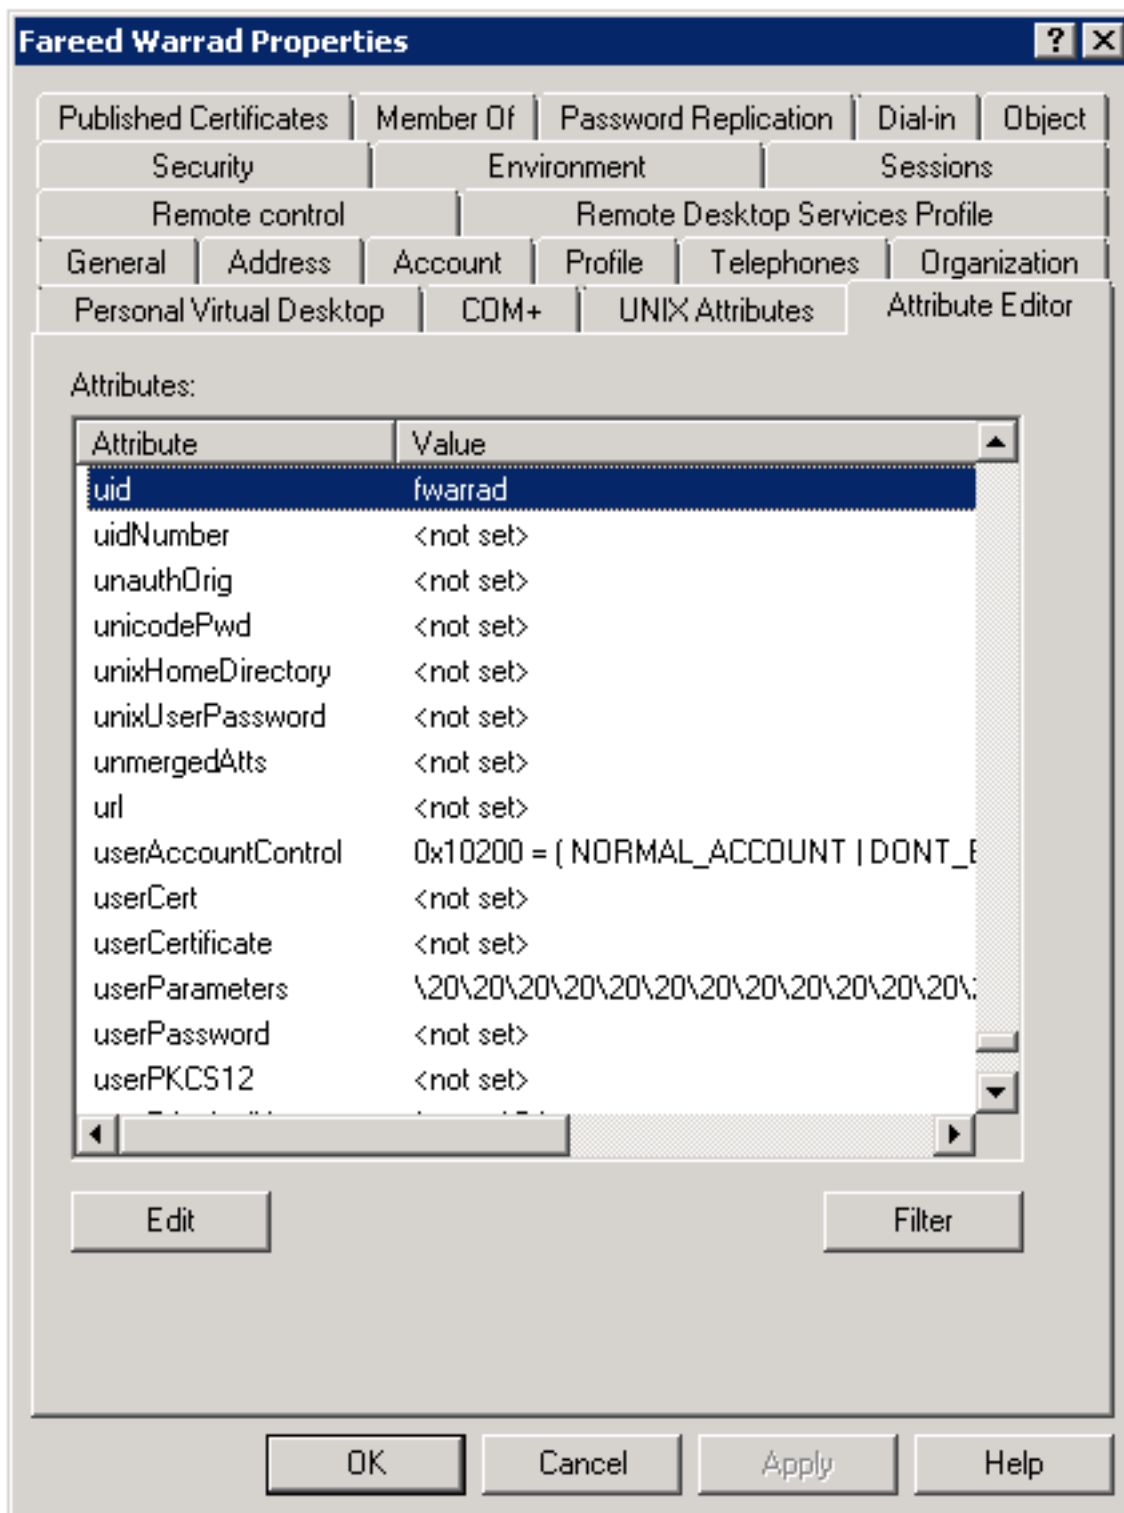 Fareed Warrad Properties ? X
Published Certificates Member Of Password Replication Dial-in Object
Security Environment Sessions
Remote control Remote Desktop Services Profile
General Address Account Profile Telephones Organization
Personal Virtual Desktop COM+ UNIX Attributes Attribute Editor
Attributes:
Attribute Value
uid fwarrad
uidNumber <not set>
unauthOrig <not set>
unicodePwd <not set>
unixHomeDirectory <not set>
unixUserPassword <not set>
unmergedAtts <not set>
url <not set>
userAccountControl 0x10200 = ( NORMAL_ACCOUNT | DONT_E
userCert <not set>
userCertificate <not set>
userParameters \20\20\20\20\20\20\20\20\20\20\20\20\
userPassword <not set>
userPKCS12 <not set>
Edit Filter
OK Cancel Apply Help